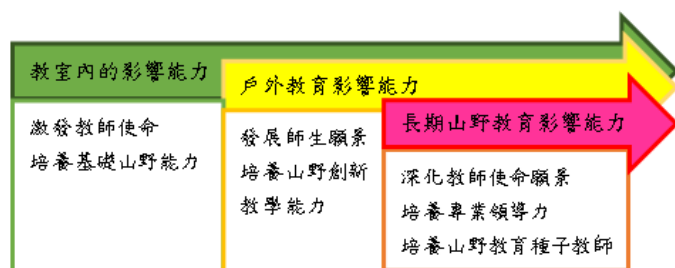 教室內的影響能力
激發教師使命
培養基礎山野能力
戶外教育影響能力
發展師生願景
培養山野創新
教學能力
長期山野教育影響能力
深化教師使命願景
培養專業領導力
培養山野教育種子教師